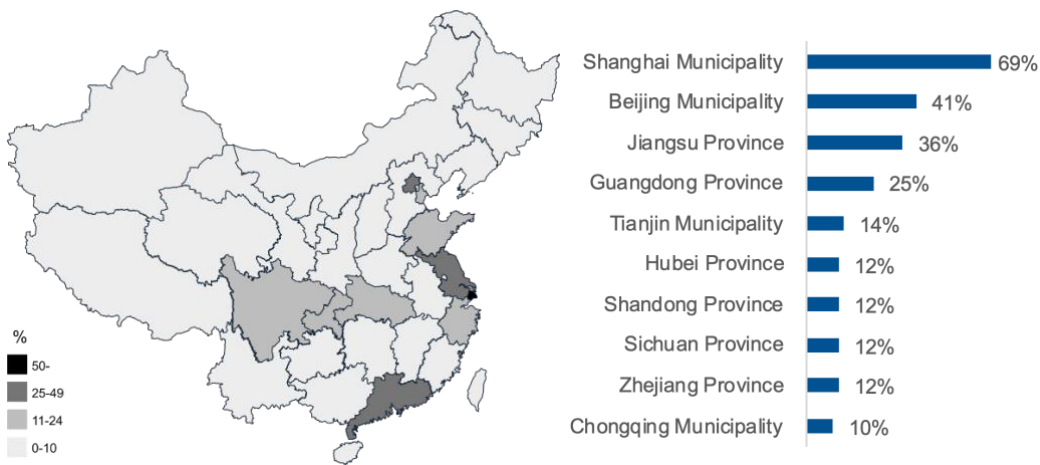 %
50-
25-49
11-24
0-10
Shanghai Municipality 69%
Beijing Municipality 41%
Jiangsu Province 36%
Guangdong Province 25%
Tianjin Municipality 14%
Hubei Province 12%
Shandong Province 12%
Sichuan Province 12%
Zhejiang Province 12%
Chongqing Municipality 10%